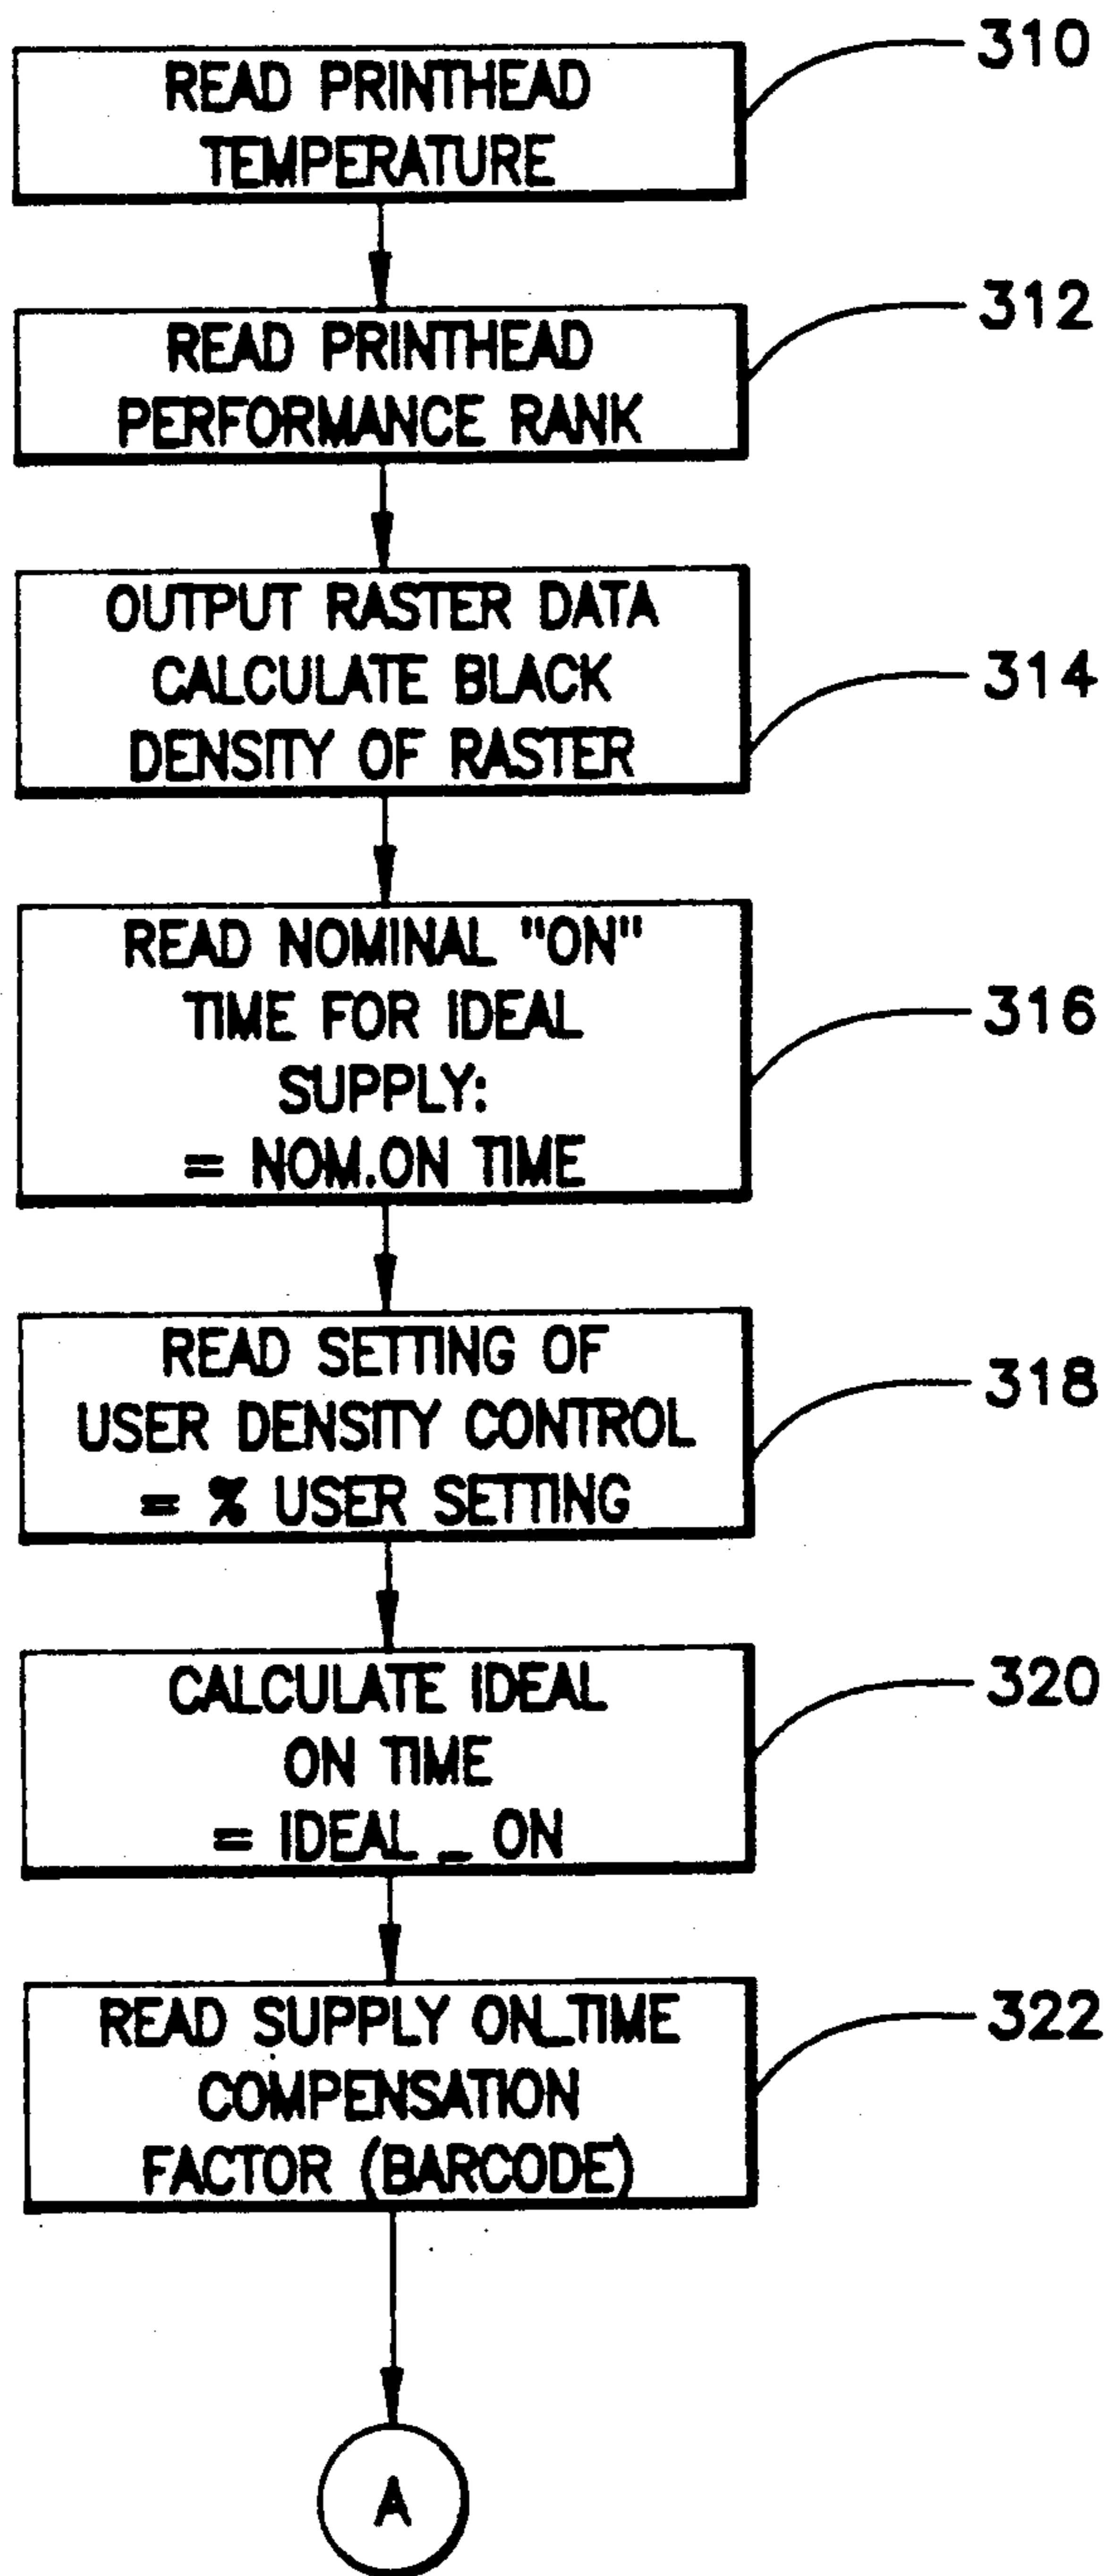 READ PRINTHEAD
TEMPERATURE
310
READ PRINTHEAD
PERFORMANCE RANK
312
OUTPUT RASTER DATA
CALCULATE BLACK
DENSITY OF RASTER
314
READ NOMINAL "ON"
TIME FOR IDEAL
SUPPLY:
= NOM.ON TIME
316
READ SETTING OF
USER DENSITY CONTROL
= % USER SETTING
318
CALCULATE IDEAL
ON TIME
= IDEAL _ ON
320
READ SUPPLY ON_TIME
COMPENSATION
FACTOR (BARCODE)
322
A